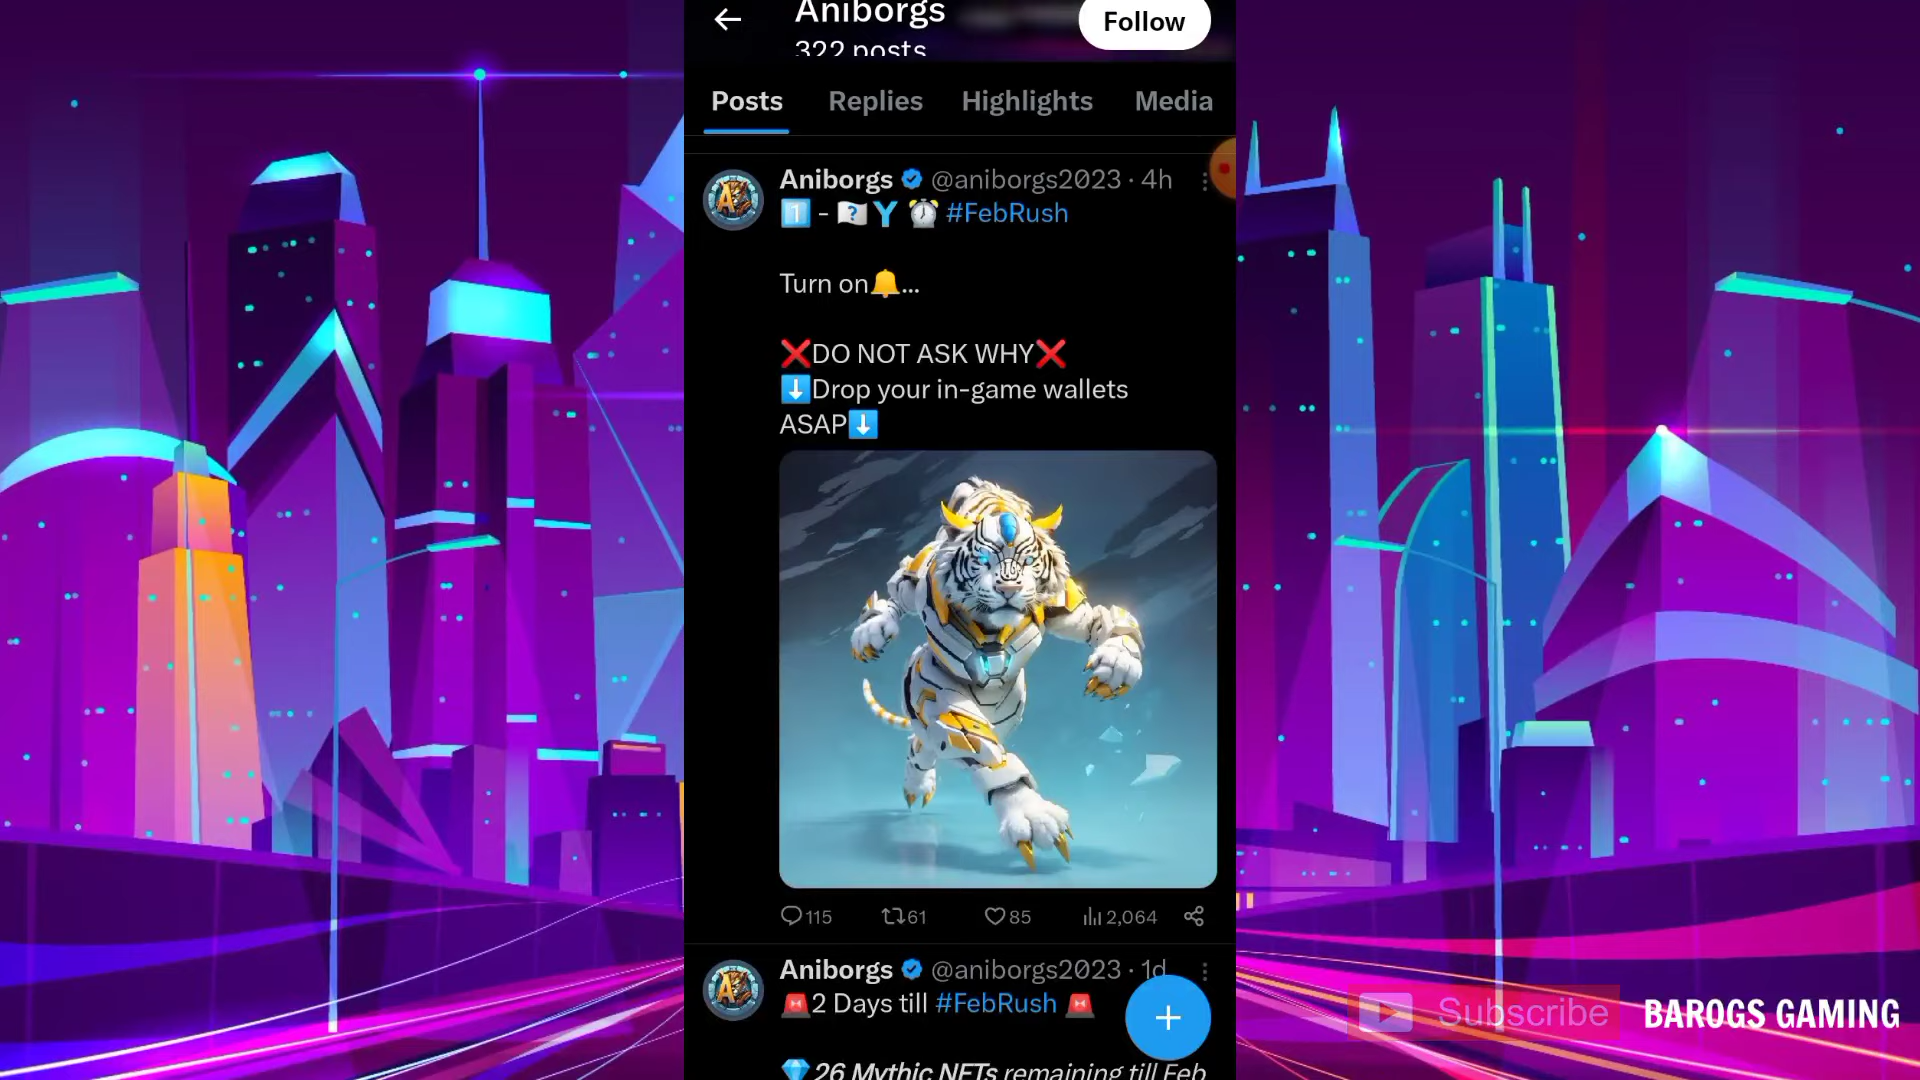 Aniborgs
322 posts
Follow
Posts Replies Highlights Media
Aniborgs @aniborgs2023 · 4h
1️⃣ - Y ⏰ #FebRush
Turn on🔔...
❌DO NOT ASK WHY❌
⬇️Drop your in-game wallets
ASAP⬇️
115 61 85 2,064
Aniborgs @aniborgs2023 · 1d
🚨2 Days till #FebRush 🚨
💎26 Mythic NFTs remaining till Feb
Subscribe BAROGS GAMING